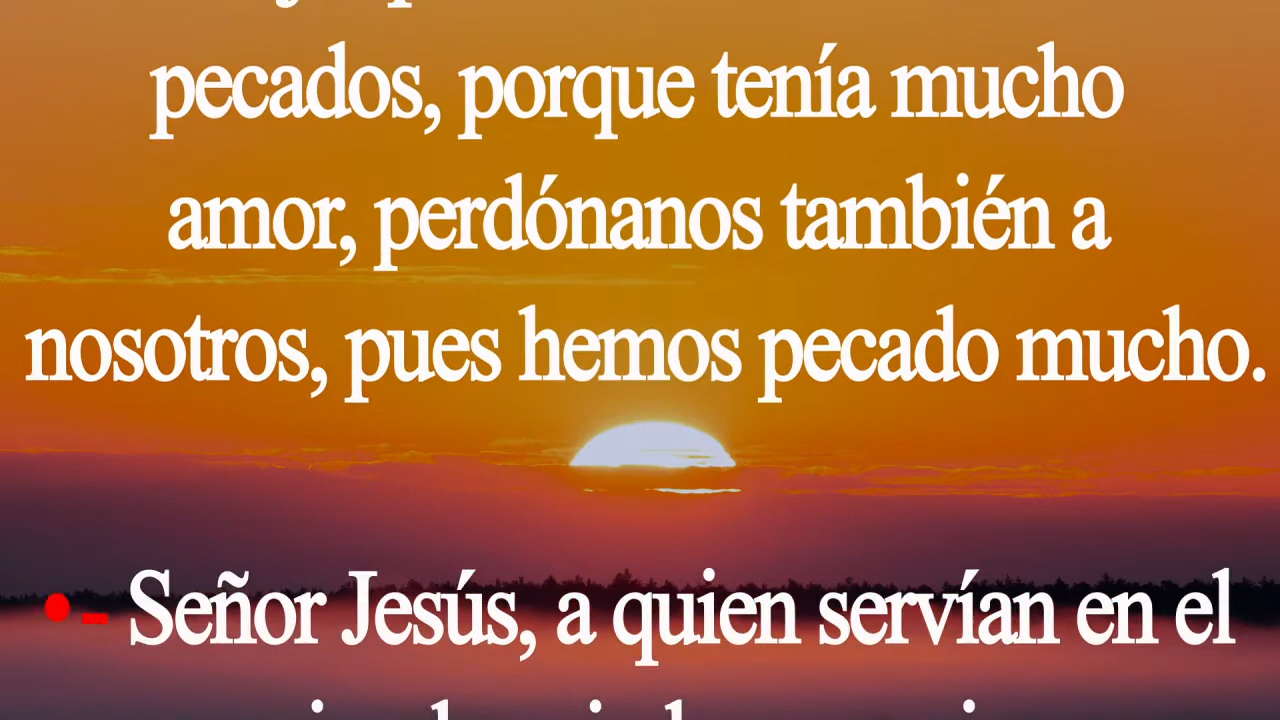 pecados, porque tenía mucho
amor, perdónanos también a
nosotros, pues hemos pecado mucho.
•- Señor Jesús, a quien servían en el